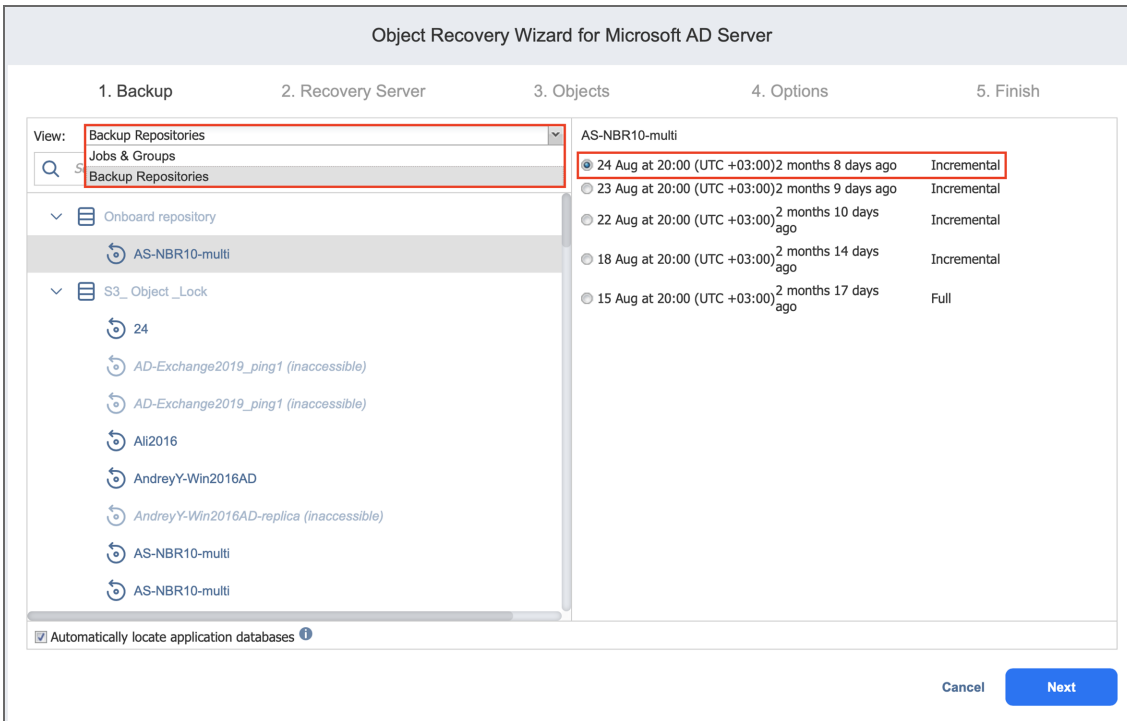 Object Recovery Wizard for Microsoft AD Server
1. Backup
2. Recovery Server
3. Objects
4. Options
5. Finish
View:
Backup Repositories
Jobs & Groups
Backup Repositories
Onboard repository
AS-NBR10-multi
S3_ Object _Lock
24
AD-Exchange2019_ping1 (inaccessible)
AD-Exchange2019_ping1 (inaccessible)
Ali2016
AndreyY-Win2016AD
AndreyY-Win2016AD-replica (inaccessible)
AS-NBR10-multi
AS-NBR10-multi
Automatically locate application databases
AS-NBR10-multi
24 Aug at 20:00 (UTC +03:00)2 months 8 days ago Incremental
23 Aug at 20:00 (UTC +03:00)2 months 9 days ago Incremental
22 Aug at 20:00 (UTC +03:00) 2 months 10 days
ago
Incremental
18 Aug at 20:00 (UTC +03:00) 2 months 14 days
ago
Incremental
15 Aug at 20:00 (UTC +03:00) 2 months 17 days
ago
Full
Cancel
Next